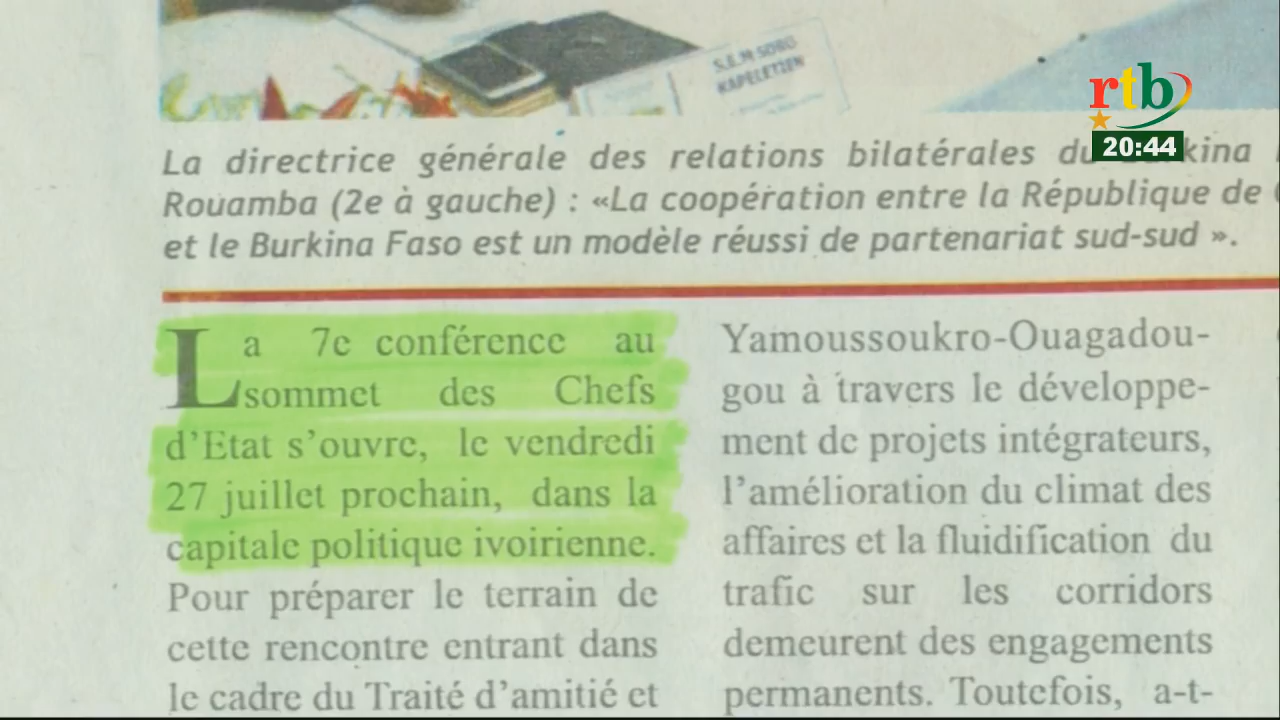 S.E.M SORO
KAPELETIEN
rtb
20:44
La directrice générale des relations bilatérales du Burkina
Rouamba (2e à gauche) : «La coopération entre la République de
et le Burkina Faso est un modèle réussi de partenariat sud-sud ».
La 7e conférence au
sommet des Chefs
d'Etat s'ouvre, le vendredi
27 juillet prochain, dans la
capitale politique ivoirienne.
Pour préparer le terrain de
cette rencontre entrant dans
le cadre du Traité d'amitié et
Yamoussoukro-Ouagadou-
gou à travers le développe-
ment de projets intégrateurs,
l'amélioration du climat des
affaires et la fluidification du
trafic sur les corridors
demeurent des engagements
permanents. Toutefois, a-t-